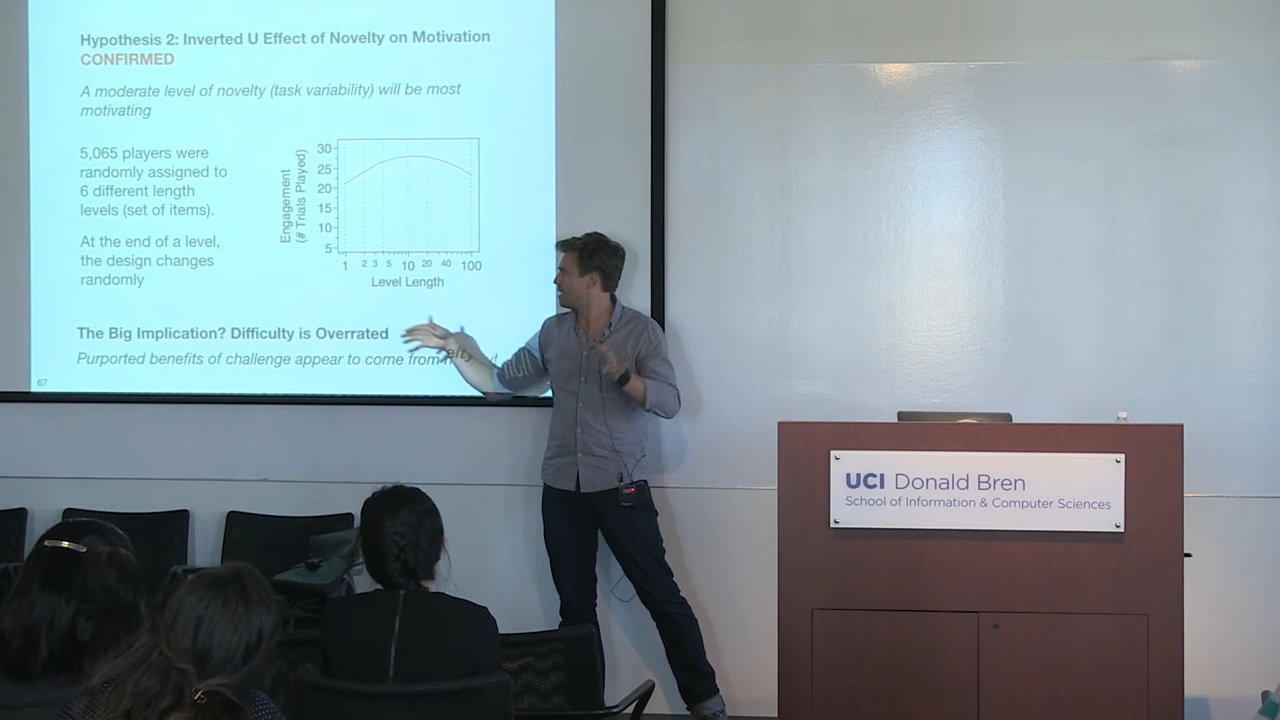 Hypothesis 2: Inverted U Effect of Novelty on Motivation
CONFIRMED
A moderate level of novelty (task variability) will be most
motivating
5,065 players were
randomly assigned to
6 different length
levels (set of items).
At the end of a level,
the design changes
randomly
Engagement
(# Trials Played)
30
25
20
15
10
5
1 2 3 5 10 20 40 100
Level Length
The Big Implication? Difficulty is Overrated
Purported benefits of challenge appear to come from
67
UCI Donald Bren
School of Information & Computer Sciences